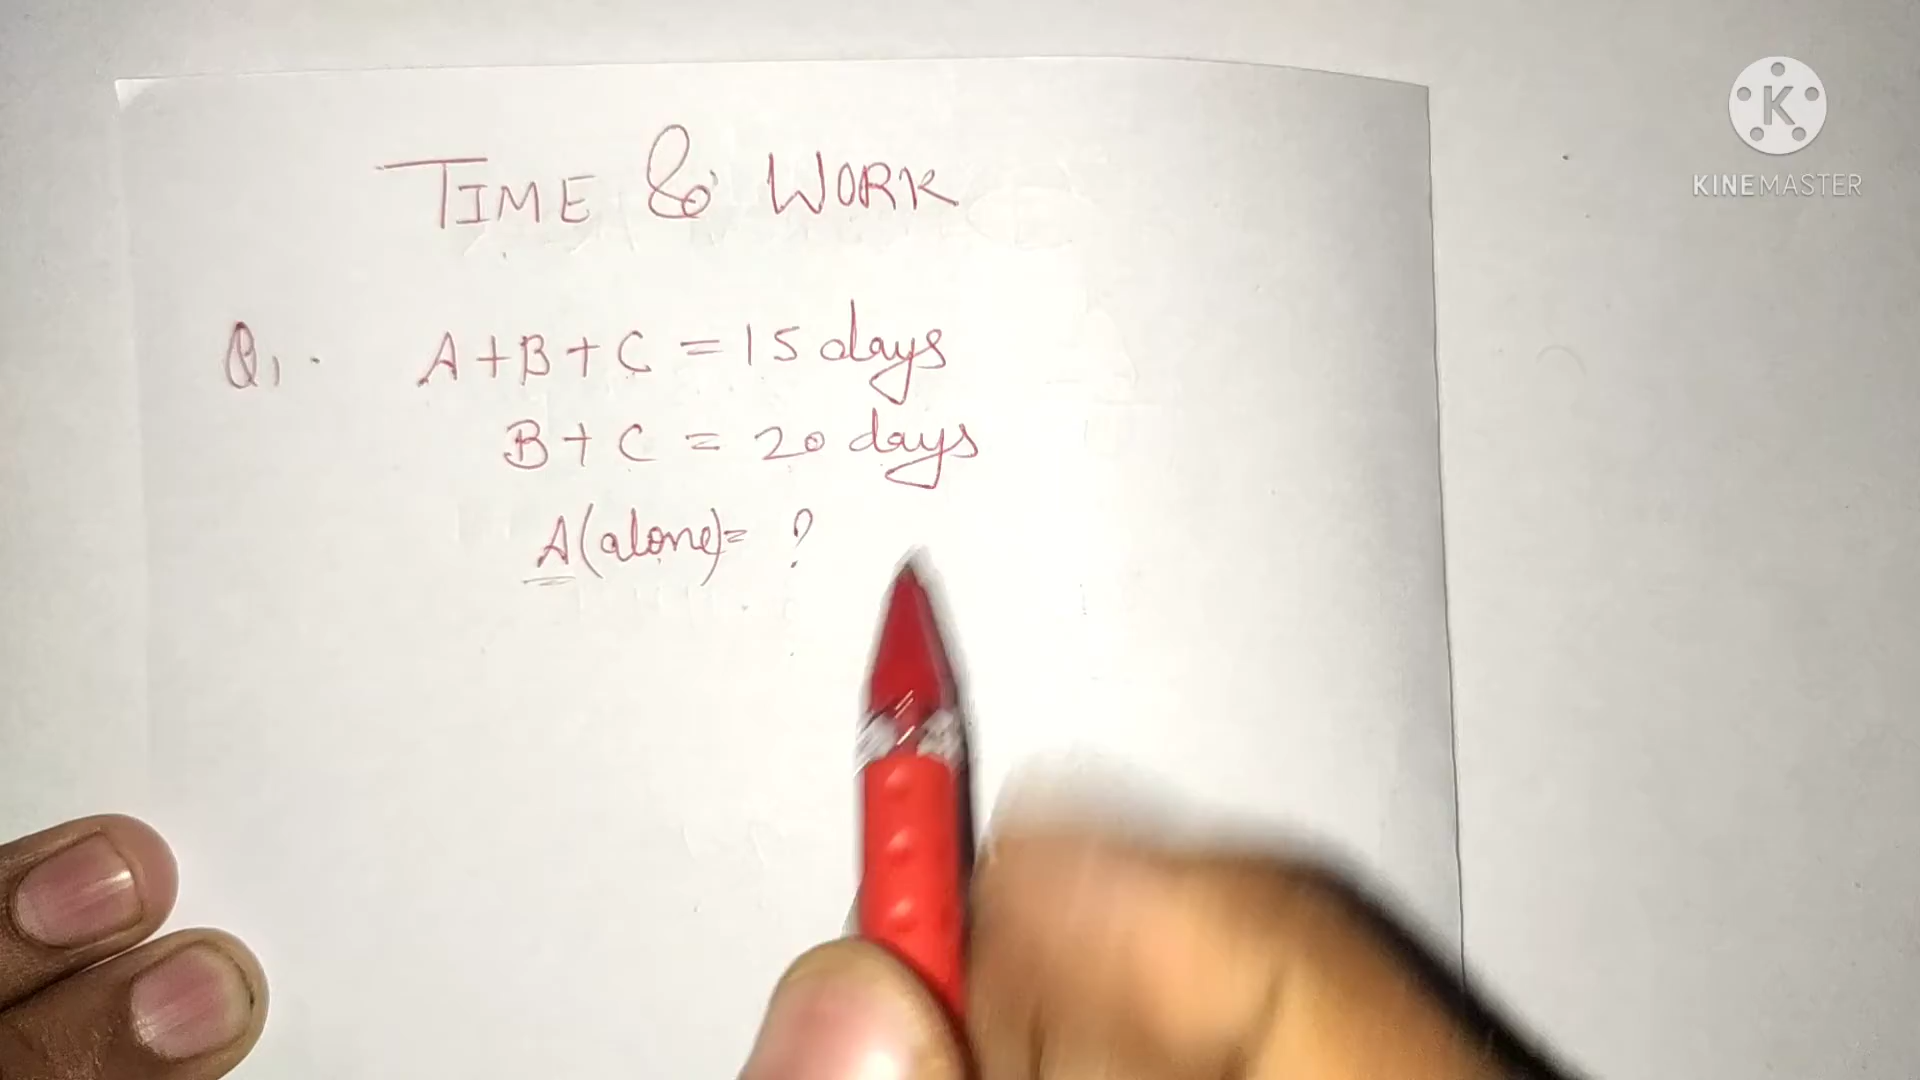 TIME & WORK
Q1. A+B+C = 15 days
B+C = 20 days
A(alone)= ?
K
KINEMASTER